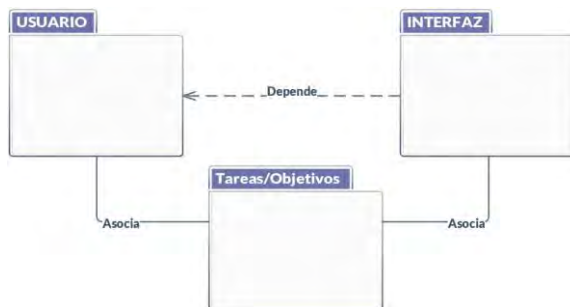 USUARIO
INTERFAZ
Depende
Tareas/Objetivos
Asocia
Asocia